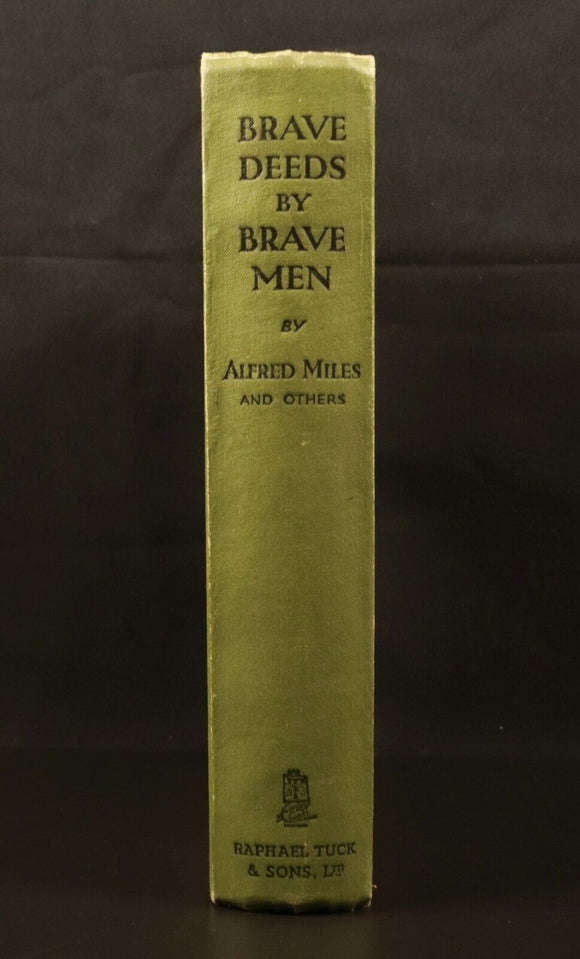 BRAVE
DEEDS
BY
BRAVE
MEN
BY
ALFRED MILES
AND OTHERS
RAPHAEL TUCK
& SONS, LTD